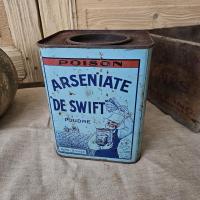 POISON
ARSENIATE
DE SWIFT
POUDRE